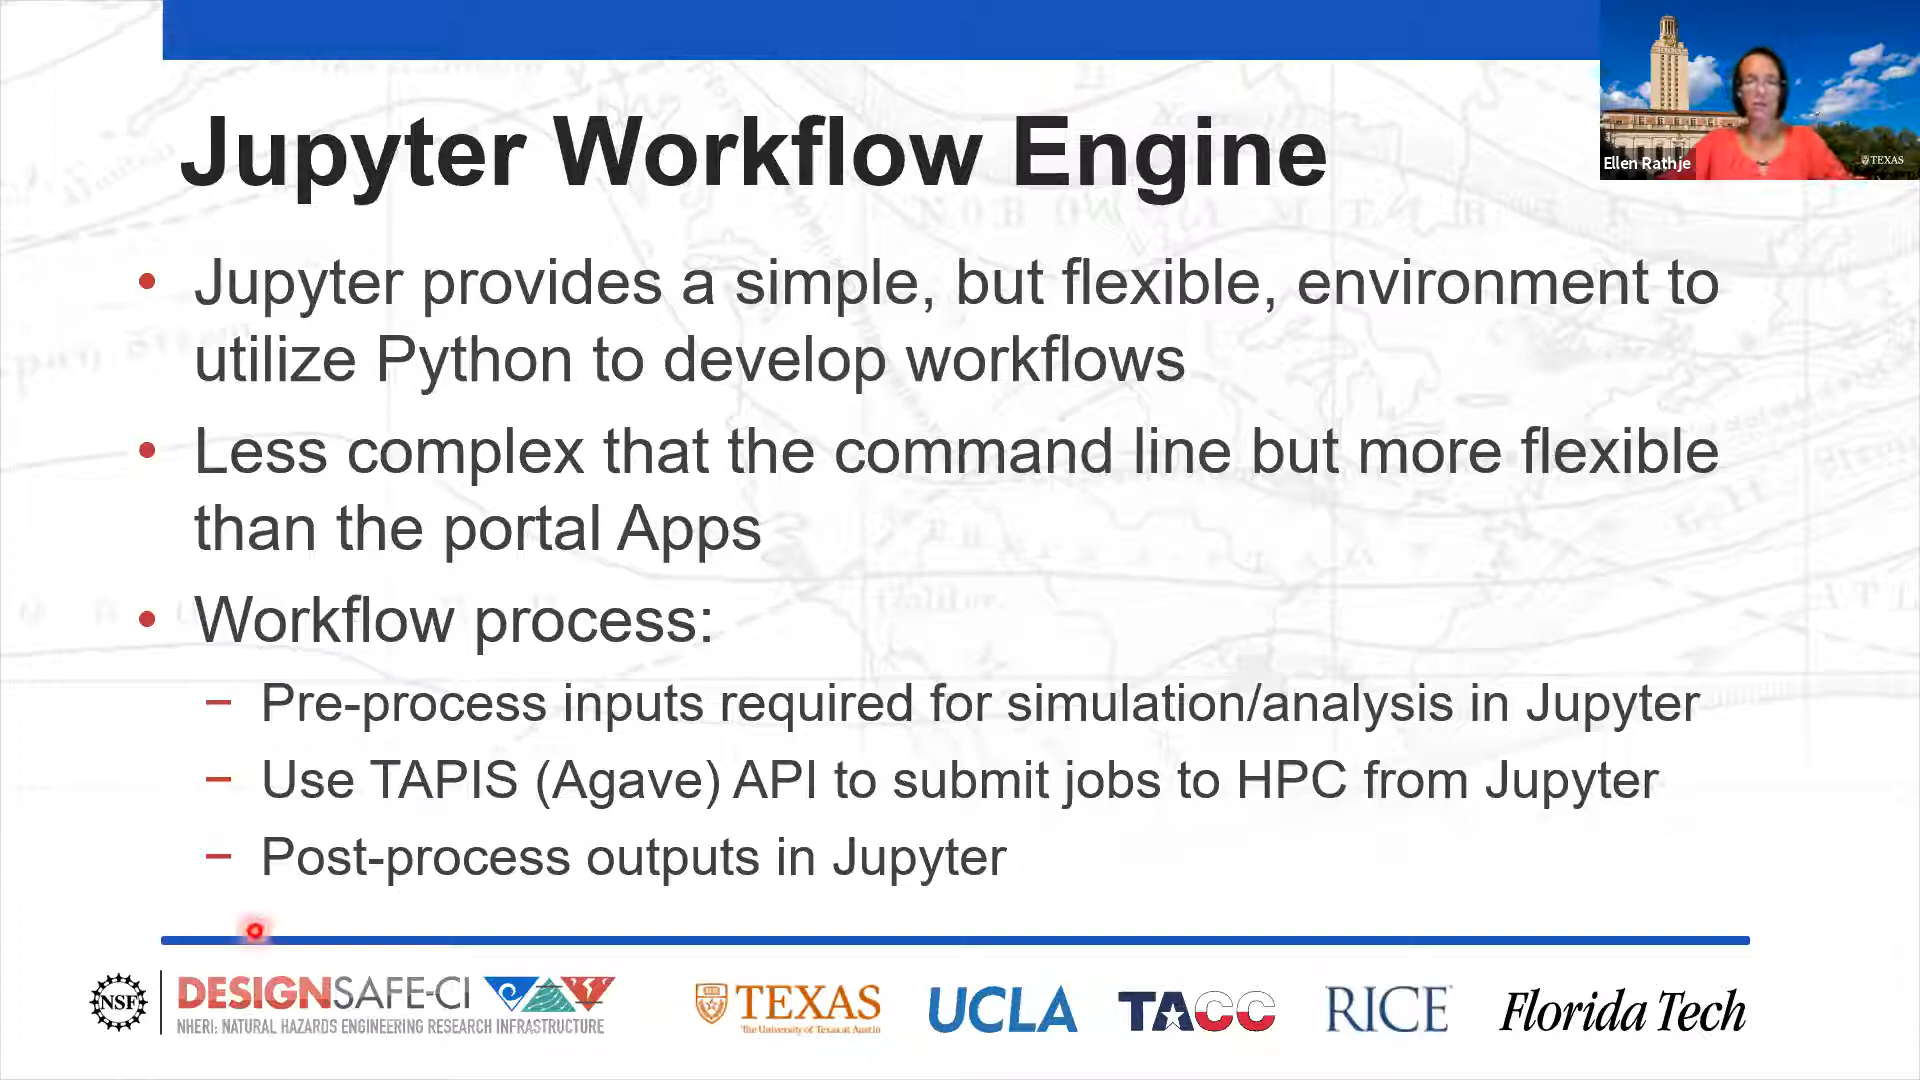 Jupyter Workflow Engine
Ellen Rathje
TEXAS
• Jupyter provides a simple, but flexible, environment to
utilize Python to develop workflows
• Less complex that the command line but more flexible
than the portal Apps
• Workflow process:
– Pre-process inputs required for simulation/analysis in Jupyter
– Use TAPIS (Agave) API to submit jobs to HPC from Jupyter
– Post-process outputs in Jupyter
NSF
DESIGNSAFE-CI
NHERI: NATURAL HAZARDS ENGINEERING RESEARCH INFRASTRUCTURE
TEXAS
The University of Texas at Austin
UCLA
TACC
RICE
Florida Tech